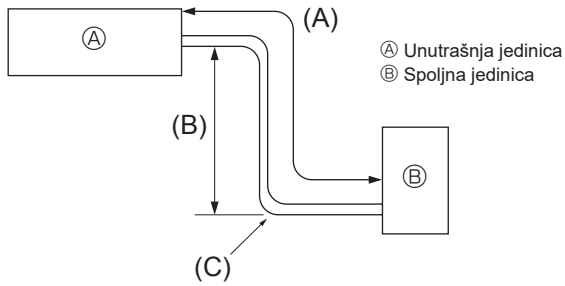 (A)
Ⓐ
Ⓐ Unutrašnja jedinica
Ⓑ Spoljna jedinica
(B)
Ⓑ
(C)